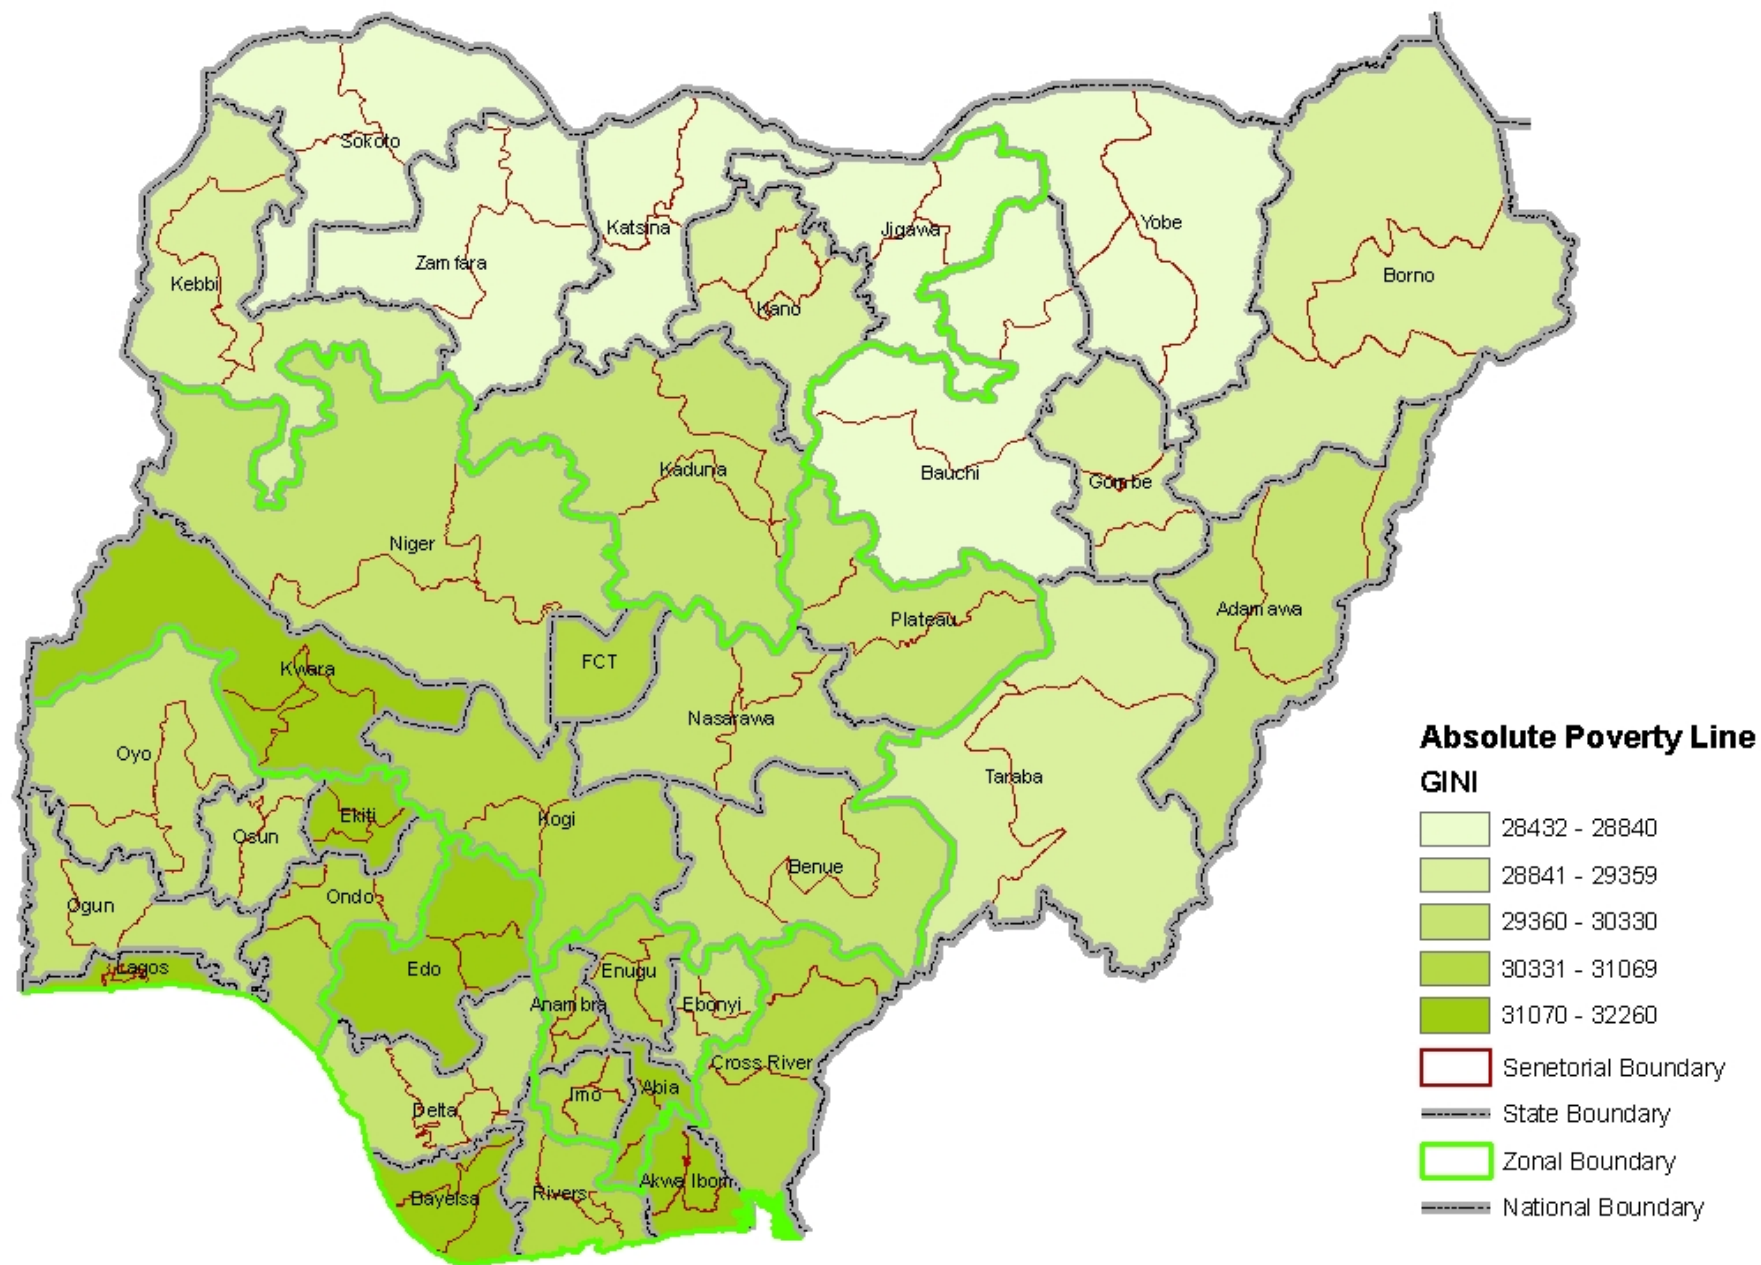 Sokoto
Katsina
Jigawa
Yobe
Zamfara
Kebbi
Kano
Borno
Kaduna
Bauchi
Gombe
Niger
Adamawa
Plateau
FCT
Kwara
Nasarawa
Oyo
Taraba
Ekiti
Kogi
Osun
Benue
Ondo
Ogun
Lagos
Edo
Enugu
Anambra
Ebonyi
Cross River
Imo
Abia
Delta
Akwa Ibom
Rivers
Bayelsa
Absolute Poverty Line
GINI
28432 - 28840
28841 - 29359
29360 - 30330
30331 - 31069
31070 - 32260
Senetorial Boundary
State Boundary
Zonal Boundary
National Boundary